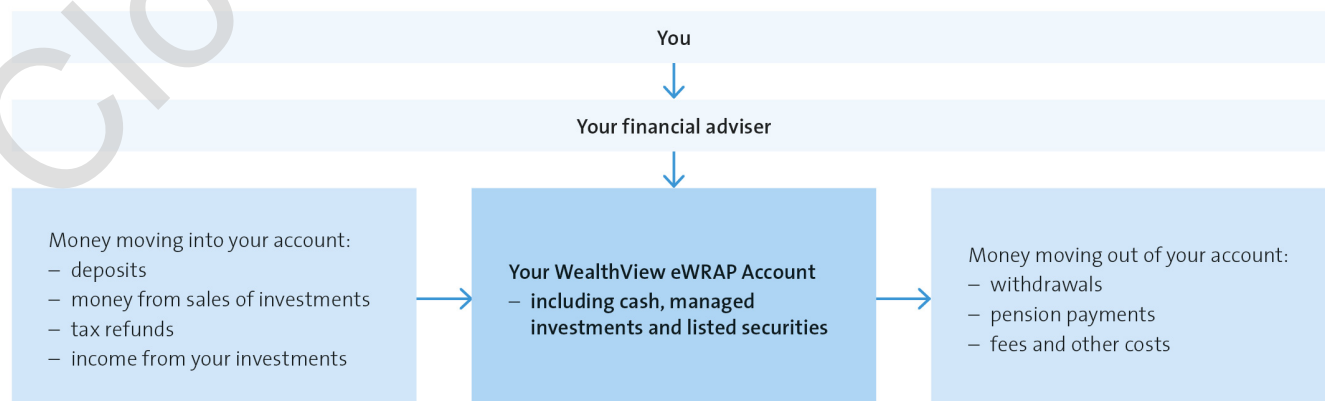 You
Your financial adviser
Money moving into your account:
– deposits
– money from sales of investments
– tax refunds
– income from your investments
Your WealthView eWRAP Account
– including cash, managed
investments and listed securities
Money moving out of your account:
– withdrawals
– pension payments
– fees and other costs
Clo